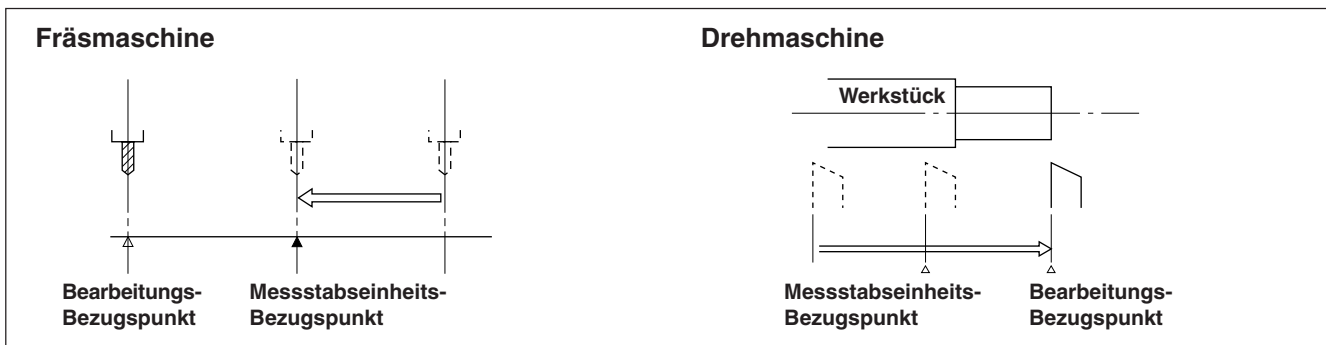 Fräsmaschine
Drehmaschine
Werkstück
Bearbeitungs-
Bezugspunkt
Messstabseinheits-
Bezugspunkt
Messstabseinheits-
Bezugspunkt
Bearbeitungs-
Bezugspunkt